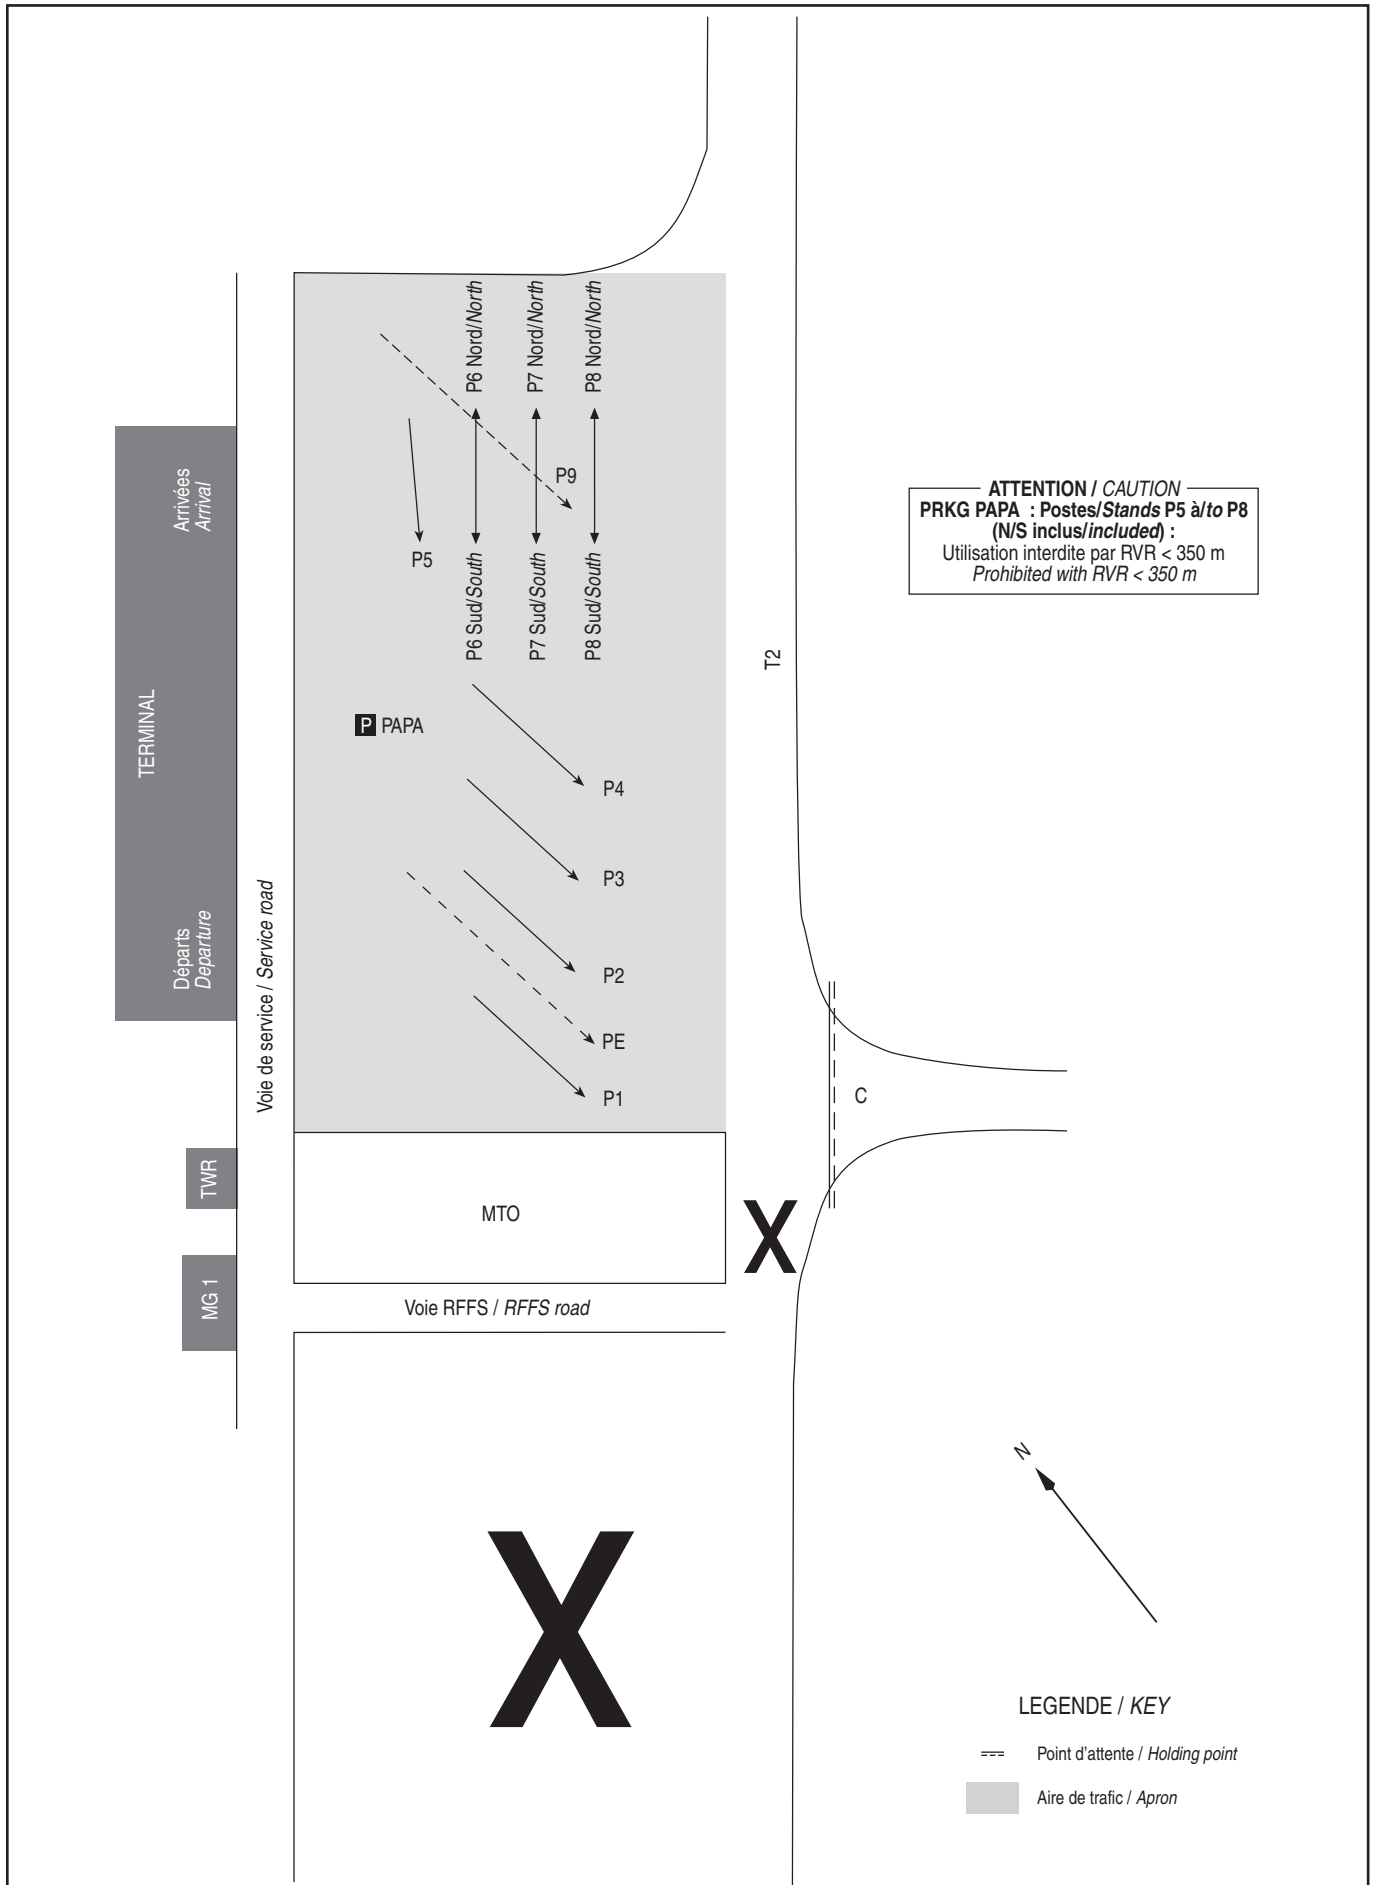 P6 Nord/North
P7 Nord/North
P8 Nord/North
P9
P5
P6 Sud/South
P7 Sud/South
P8 Sud/South
Arrivées
Arrival
TERMINAL
Départs
Departure
P PAPA
P4
P3
P2
PE
P1
T2
C
ATTENTION / CAUTION
PRKG PAPA : Postes/Stands P5 à/to P8
(N/S inclus/included) :
Utilisation interdite par RVR < 350 m
Prohibited with RVR < 350 m
Voie de service / Service road
TWR
MTO
X
MG 1
Voie RFFS / RFFS road
X
N
LEGENDE / KEY
Point d'attente / Holding point
Aire de trafic / Apron